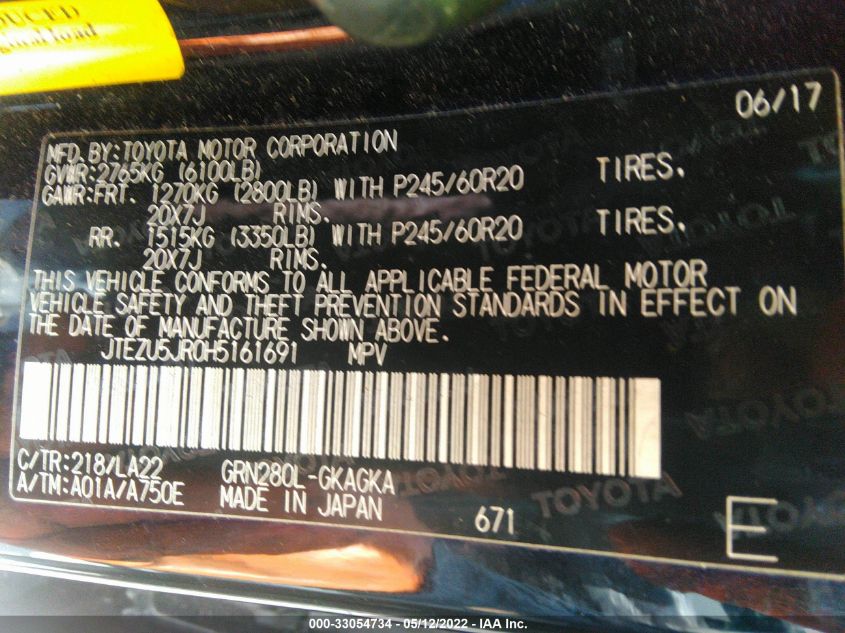 DUCED
06/17
MFD.BY:TOYOTA MOTOR CORPORATION
GVWR:2765KG (6100LB)
GAWR:FRT. 1270KG (2800LB) WITH P245/60R20 TIRES.
20X7J RIMS.
RR. 1515KG (3350LB) WITH P245/60R20 TIRES.
20X7J RIMS.
THIS VEHICLE CONFORMS TO ALL APPLICABLE FEDERAL MOTOR
VEHICLE SAFETY AND THEFT PREVENTION STANDARDS IN EFFECT ON
THE DATE OF MANUFACTURE SHOWN ABOVE.
JTEZU5JR0H5161691 MPV
C/TR:218/LA22 GRN280L-GKAGKA
A/TM:A01A/A750E MADE IN JAPAN 671
E
TOYOTA
000-33054734 - 05/12/2022 - IAA Inc.